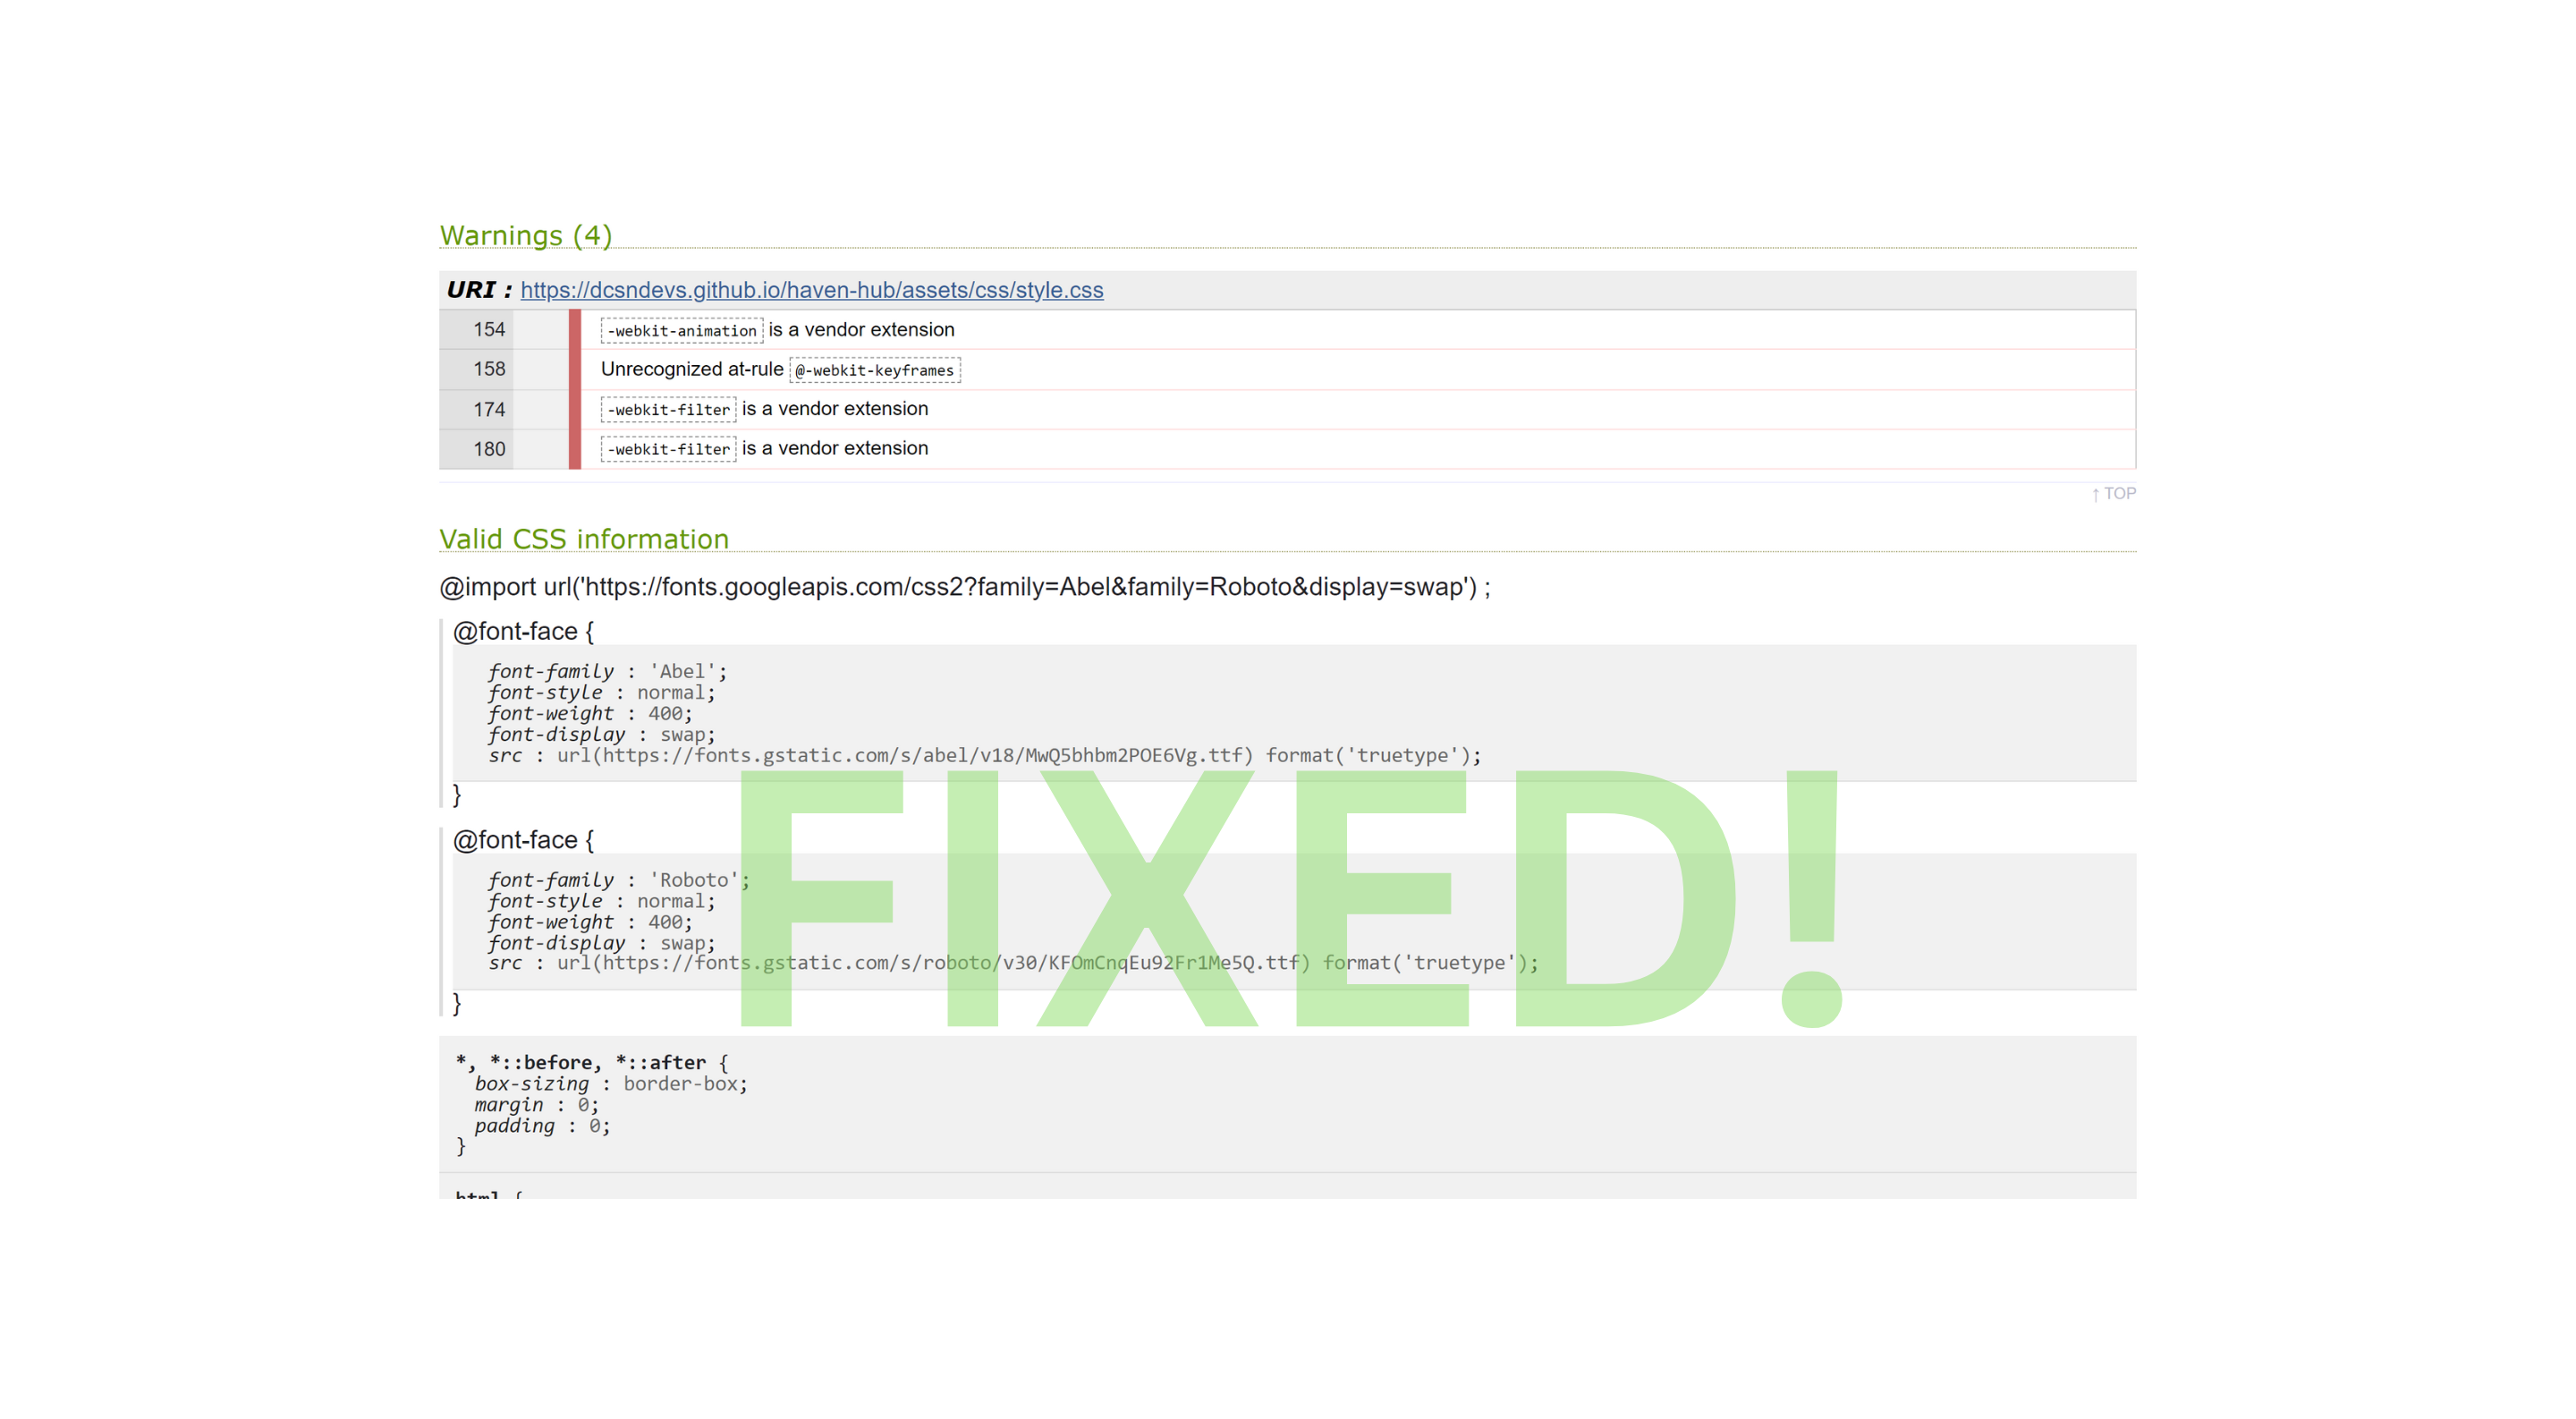 Warnings (4)
URI : https://dcsndevs.github.io/haven-hub/assets/css/style.css
154 -webkit-animation is a vendor extension
158 Unrecognized at-rule @-webkit-keyframes
174 -webkit-filter is a vendor extension
180 -webkit-filter is a vendor extension
↑ TOP
Valid CSS information
@import url('https://fonts.googleapis.com/css2?family=Abel&family=Roboto&display=swap') ;
@font-face {
font-family : 'Abel';
font-style : normal;
font-weight : 400;
font-display : swap;
src : url(https://fonts.gstatic.com/s/abel/v18/MwQ5bhbm2POE6Vg.ttf) format('truetype');
}
@font-face {
font-family : 'Roboto';
font-style : normal;
font-weight : 400;
font-display : swap;
src : url(https://fonts.gstatic.com/s/roboto/v30/KFOmCnqEu92Fr1Me5Q.ttf) format('truetype');
}
FIXED!
*, *::before, *::after {
box-sizing : border-box;
margin : 0;
padding : 0;
}
html {